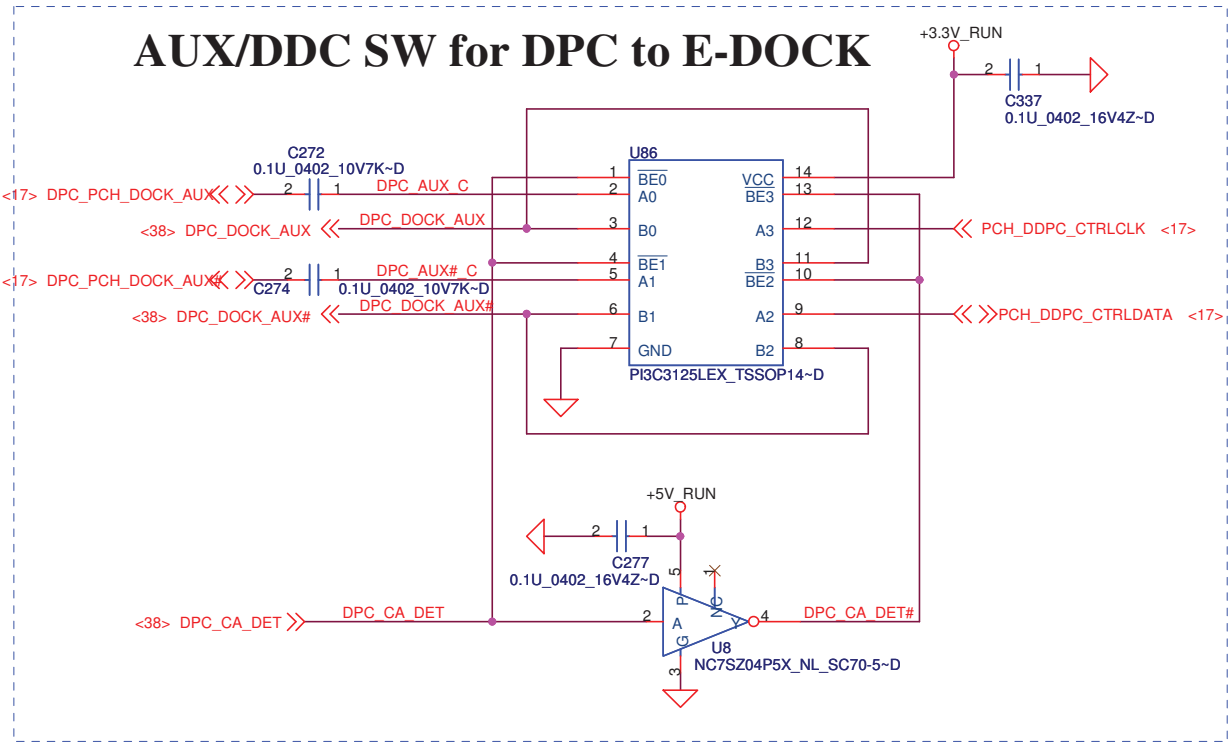 AUX/DDC SW for DPC to E-DOCK
+3.3V_RUN
2 1
C337
0.1U_0402_16V4Z~D
C272
0.1U_0402_10V7K~D
U86
<17> DPC_PCH_DOCK_AUX 2 1 DPC_AUX_C
<38> DPC_DOCK_AUX DPC_DOCK_AUX
<17> DPC_PCH_DOCK_AUX# 2 1 DPC_AUX#_C
C274 0.1U_0402_10V7K~D
<38> DPC_DOCK_AUX# DPC_DOCK_AUX#
1 BE0 VCC 14
2 A0 BE3 13
3 B0 A3 12
4 BE1 B3 11
5 A1 BE2 10
6 B1 A2 9
7 GND B2 8
PCH_DDPC_CTRLCLK <17>
PCH_DDPC_CTRLDATA <17>
PI3C3125LEX_TSSOP14~D
+5V_RUN
2 1
C277
0.1U_0402_16V4Z~D
5 P 1 NC
<38> DPC_CA_DET DPC_CA_DET 2 A Y 4 DPC_CA_DET#
3 G
U8
NC7SZ04P5X_NL_SC70-5~D